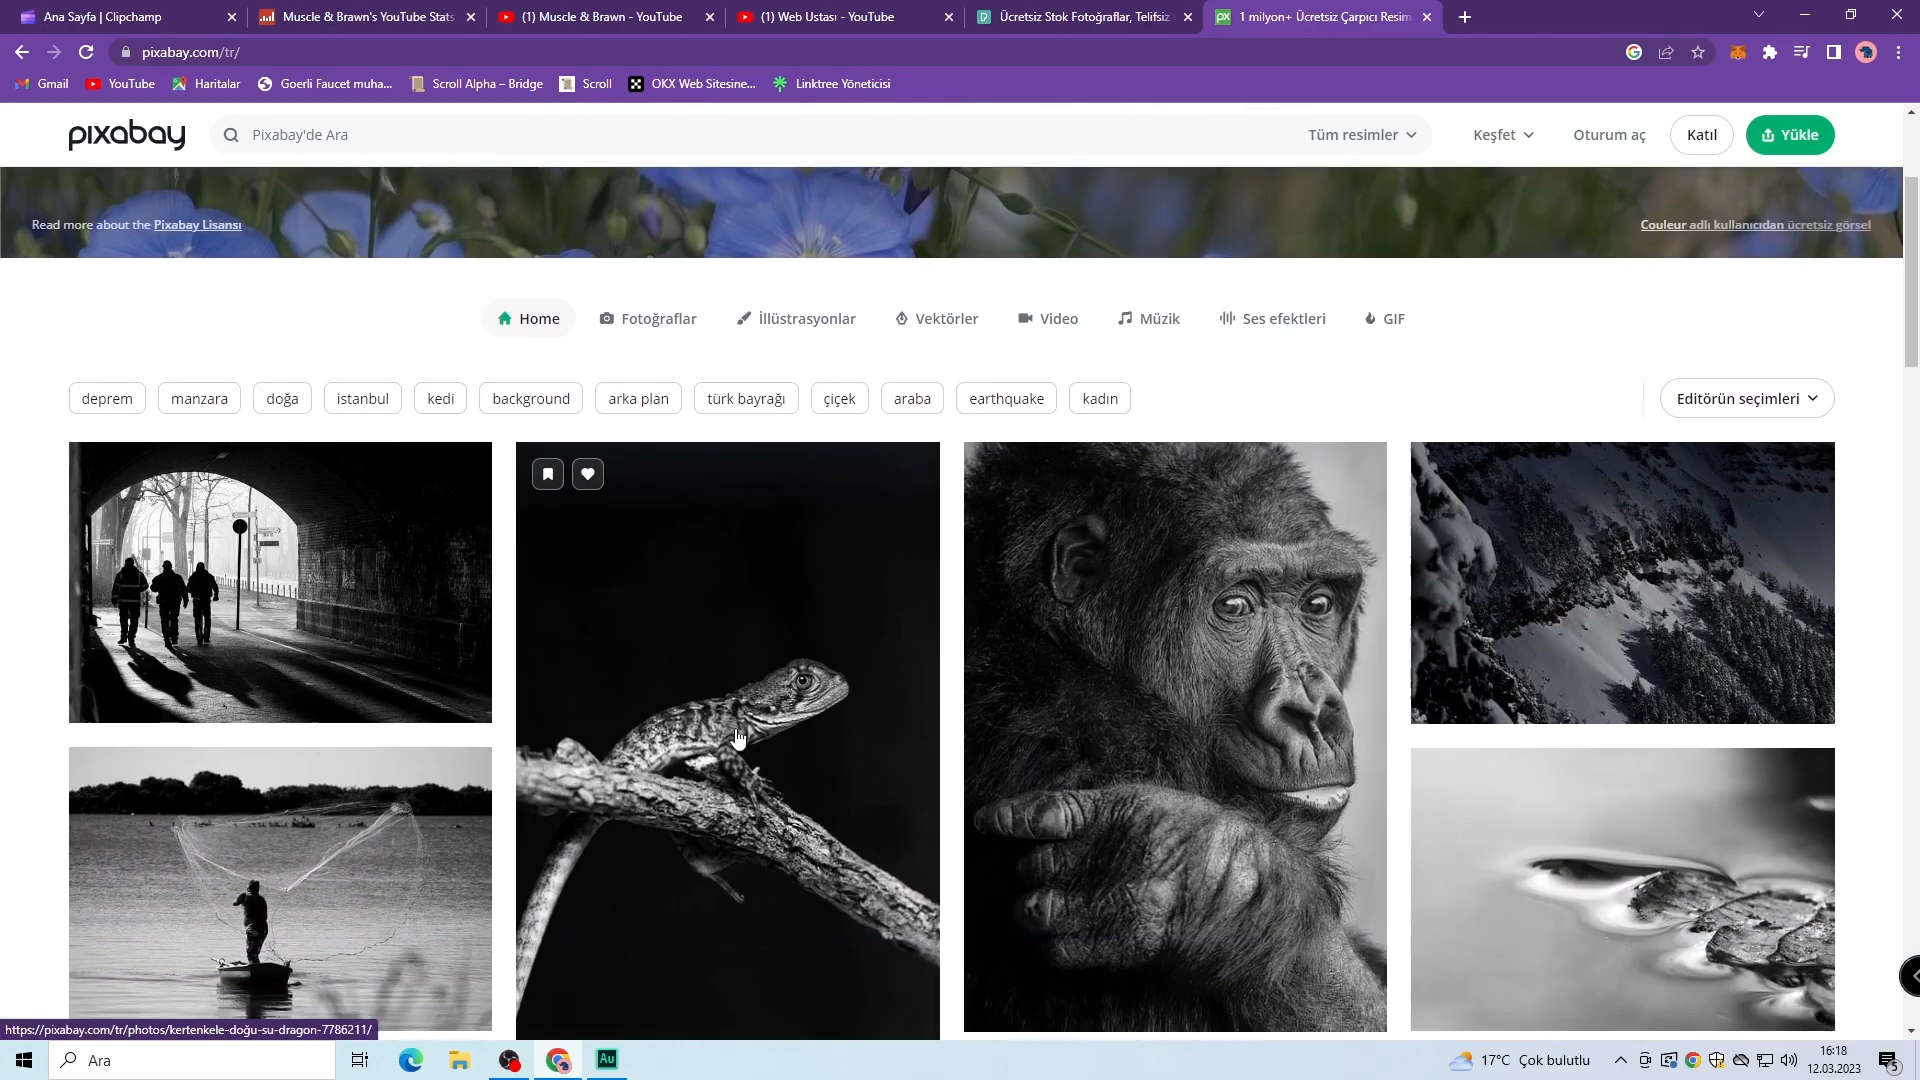 Ana Sayfa | Clipchamp
Muscle & Brawn's YouTube Stats
(1) Muscle & Brawn - YouTube
(1) Web Ustası - YouTube
Ücretsiz Stok Fotoğraflar, Telifsiz
1 milyon+ Ücretsiz Çarpıcı Resim
pixabay.com/tr/
Gmail
YouTube
Haritalar
Goerli Faucet muha...
Scroll Alpha – Bridge
Scroll
OKX Web Sitesine...
Linktree Yöneticisi
pixabay
Pixabay'de Ara
Tüm resimler
Keşfet
Oturum aç
Katıl
Yükle
Read more about the Pixabay Lisansı
Couleur adlı kullanıcıdan ücretsiz görsel
Home
Fotoğraflar
İllüstrasyonlar
Vektörler
Video
Müzik
Ses efektleri
GIF
deprem
manzara
doğa
istanbul
kedi
background
arka plan
türk bayrağı
çiçek
araba
earthquake
kadın
Editörün seçimleri
https://pixabay.com/tr/photos/kertenkele-doğu-su-dragon-7786211/
Ara
Au
17°C Çok bulutlu
16:18
12.03.2023
5